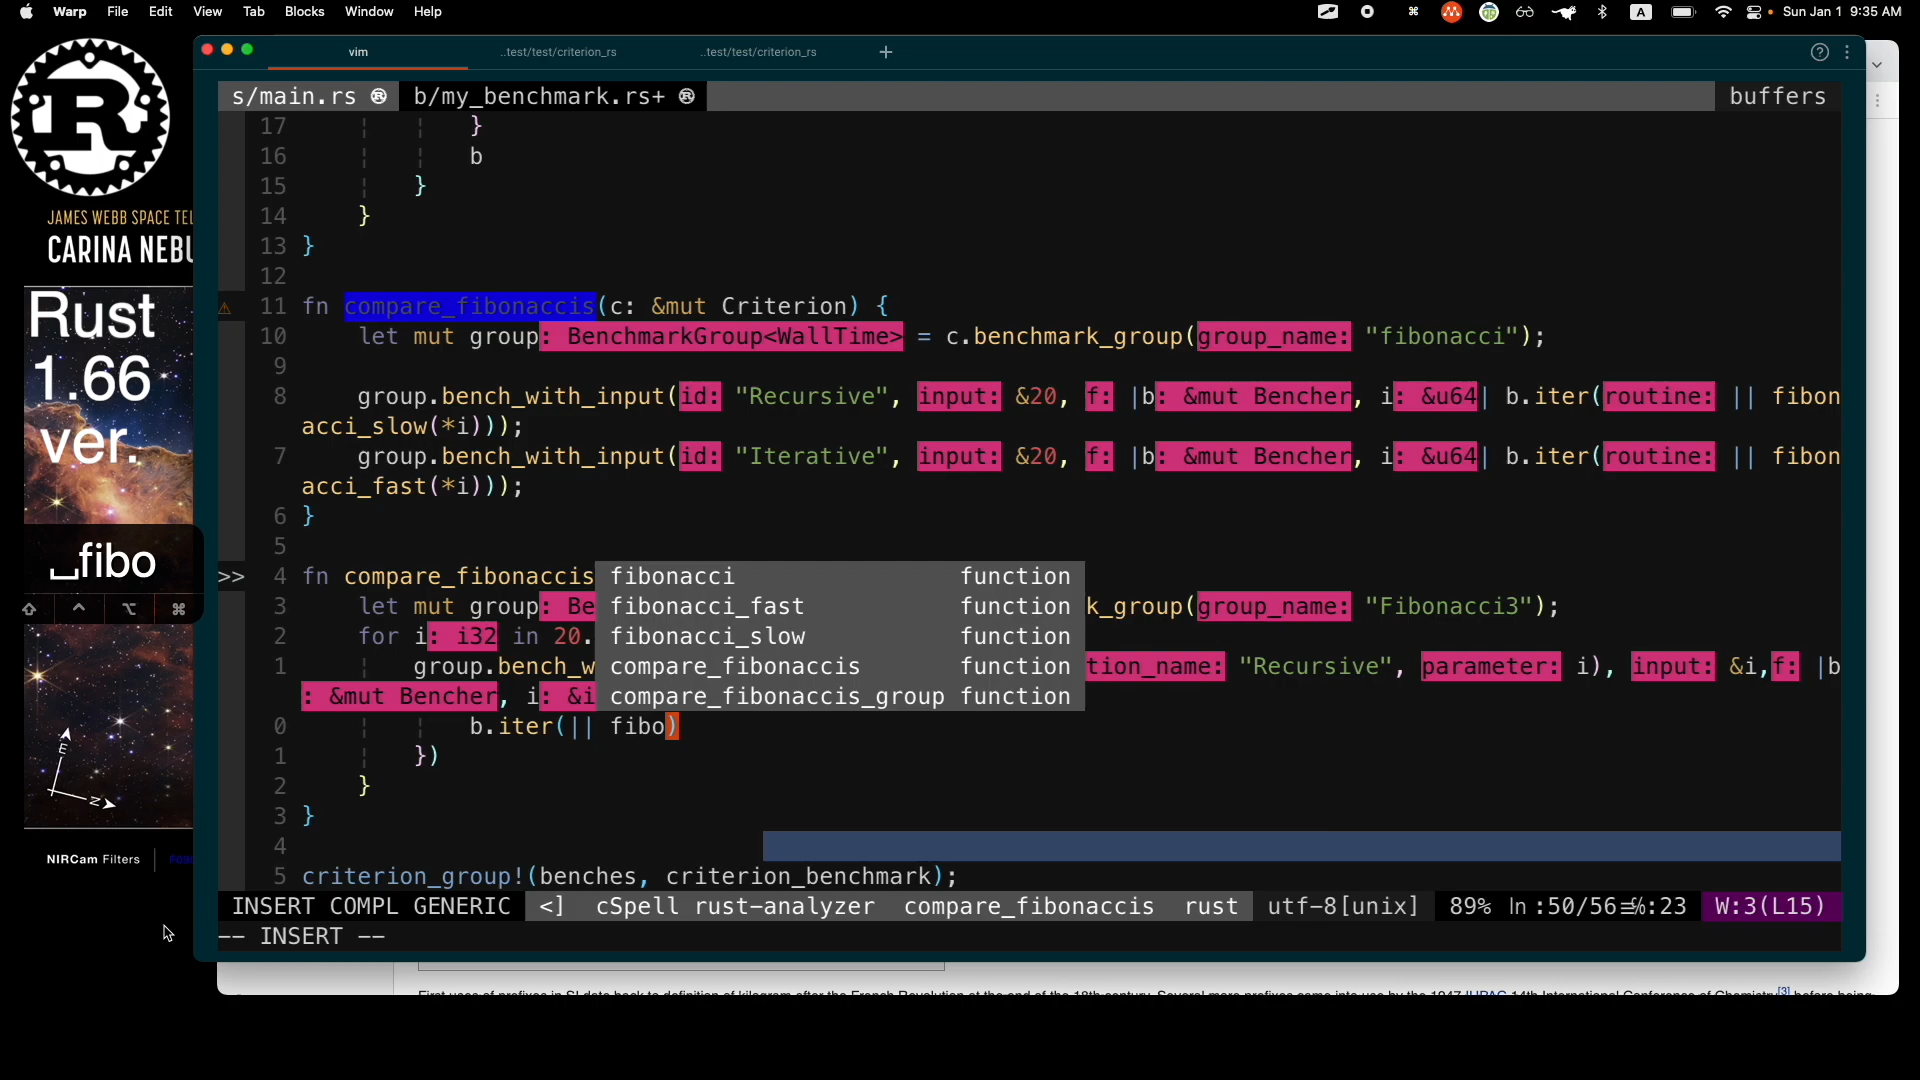 Warp File Edit View Tab Blocks Window Help
A
Sun Jan 1 9:35 AM
vim ..test/test/criterion_rs ..test/test/criterion_rs +
s/main.rs b/my_benchmark.rs+ buffers
17 }
16 b
15 }
14 }
13 }
12
11 fn compare_fibonaccis(c: &mut Criterion) {
10 let mut group: BenchmarkGroup<WallTime> = c.benchmark_group(group_name: "fibonacci");
9
8 group.bench_with_input(id: "Recursive", input: &20, f: |b: &mut Bencher, i: &u64| b.iter(routine: || fibon
acci_slow(*i)));
7 group.bench_with_input(id: "Iterative", input: &20, f: |b: &mut Bencher, i: &u64| b.iter(routine: || fibon
acci_fast(*i)));
6 }
5
>> 4 fn compare_fibonaccis fibonacci function
3 let mut group: Be fibonacci_fast function k_group(group_name: "Fibonacci3");
2 for i: i32 in 20. fibonacci_slow function
1 group.bench_w compare_fibonaccis function tion_name: "Recursive", parameter: i), input: &i,f: |b
: &mut Bencher, i: &i compare_fibonaccis_group function
0 b.iter(|| fibo)
1 })
2 }
3 }
4
5 criterion_group!(benches, criterion_benchmark);
INSERT COMPL GENERIC <] cSpell rust-analyzer compare_fibonaccis rust utf-8[unix] 89% ln :50/56≡%:23 W:3(L15)
-- INSERT --
R
JAMES WEBB SPACE TEL
CARINA NEBU
Rust
1.66
ver.
␣fibo
⇧ ⌃ ⌥ ⌘
E
N
NIRCam Filters